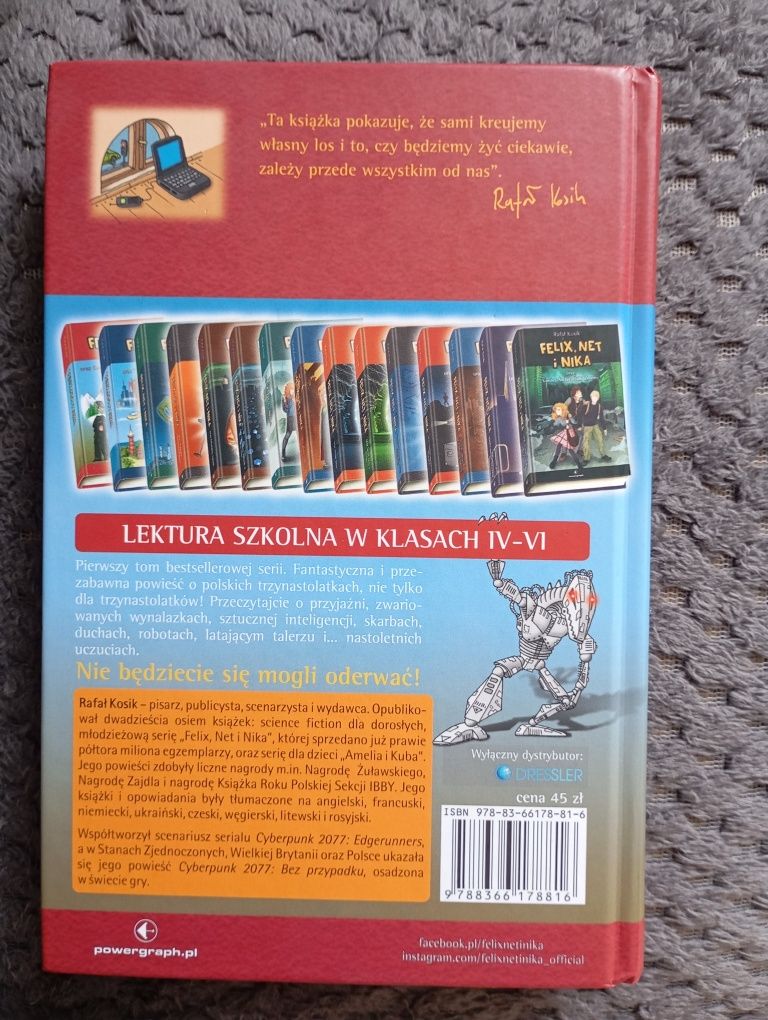 „Ta książka pokazuje, że sami kreujemy
własny los i to, czy będziemy żyć ciekawie,
zależy przede wszystkim od nas”.
Rafał Kosik
Rafał Kosik
FELIX, NET
i NIKA
LEKTURA SZKOLNA W KLASACH IV–VI
Pierwszy tom bestsellerowej serii. Fantastyczna i prze-
zabawna powieść o polskich trzynastolatkach, nie tylko
dla trzynastolatków! Przeczytajcie o przyjaźni, zwario-
wanych wynalazkach, sztucznej inteligencji, skarbach,
duchach, robotach, latającym talerzu i... nastoletnich
uczuciach.
Nie będziecie się mogli oderwać!
Rafał Kosik – pisarz, publicysta, scenarzysta i wydawca. Opubliko-
wał dwadzieścia osiem książek: science fiction dla dorosłych,
młodzieżową serię „Felix, Net i Nika”, której sprzedano już prawie
półtora miliona egzemplarzy, oraz serię dla dzieci „Amelia i Kuba”.
Jego powieści zdobyły liczne nagrody m.in. Nagrodę Żuławskiego,
Nagrodę Zajdla i nagrodę Książka Roku Polskiej Sekcji IBBY. Jego
książki i opowiadania były tłumaczone na angielski, francuski,
niemiecki, ukraiński, czeski, węgierski, litewski i rosyjski.
Współtworzył scenariusz serialu Cyberpunk 2077: Edgerunners,
a w Stanach Zjednoczonych, Wielkiej Brytanii oraz Polsce ukazała
się jego powieść Cyberpunk 2077: Bez przypadku, osadzona
w świecie gry.
Wyłączny dystrybutor:
DRESSLER
cena 45 zł
ISBN 978-83-66178-81-6
9 788366 178816
powergraph.pl
facebook.pl/felixnetinika
instagram.com/felixnetinika_official